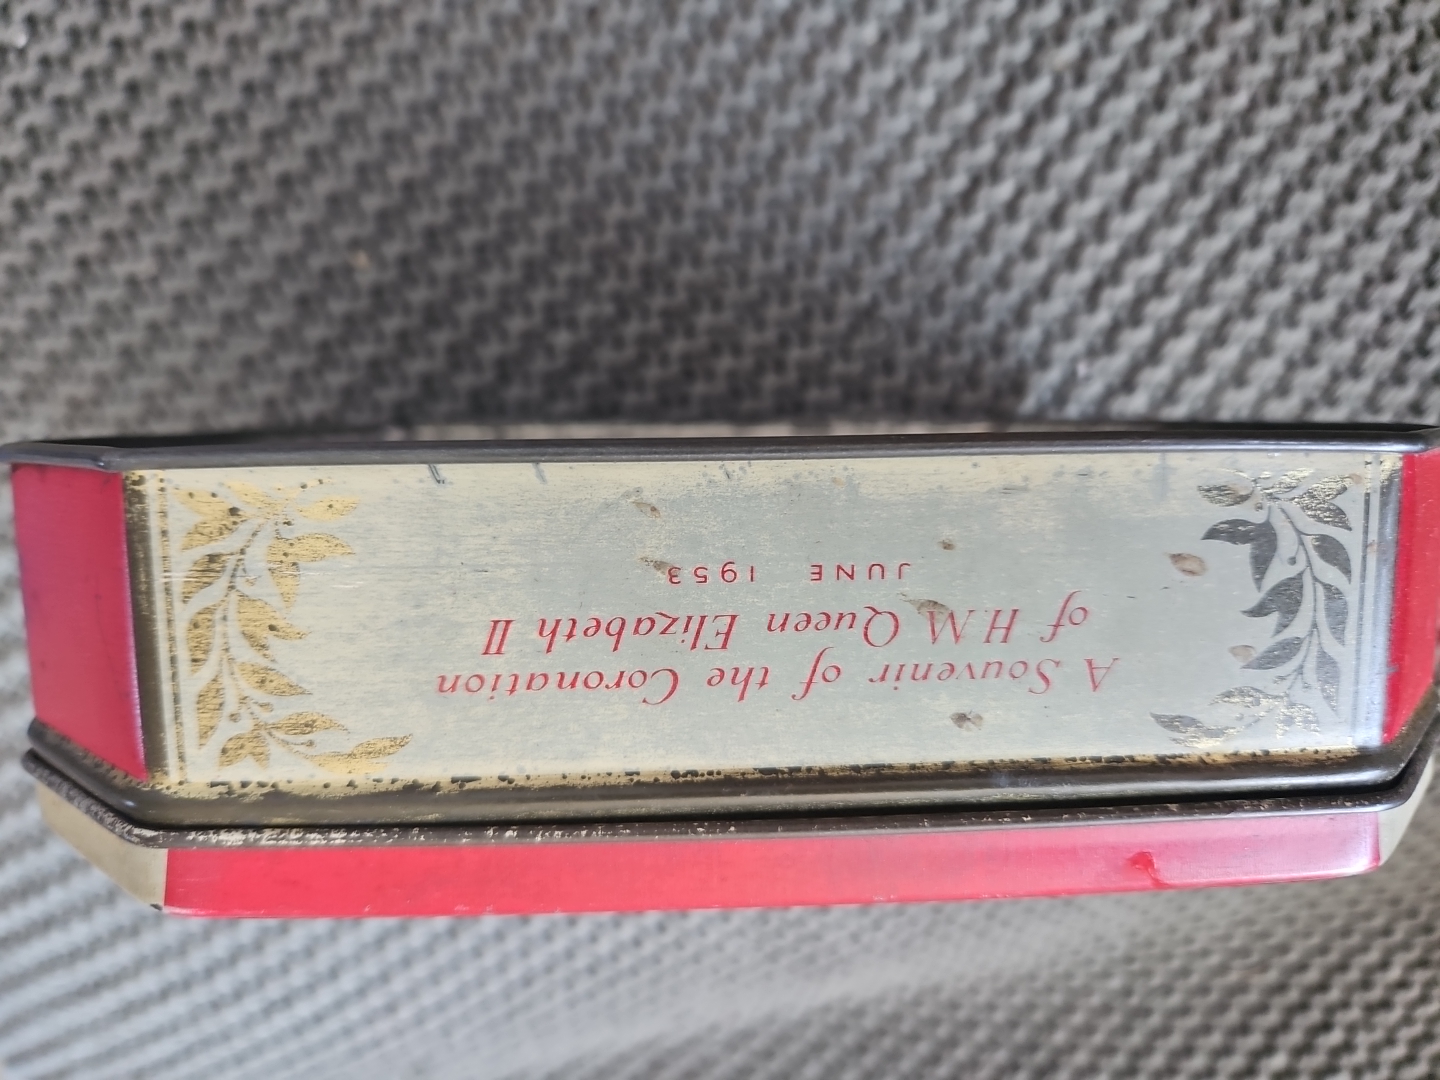 A Souvenir of the Coronation
of H.M. Queen Elizabeth II
JUNE 1953